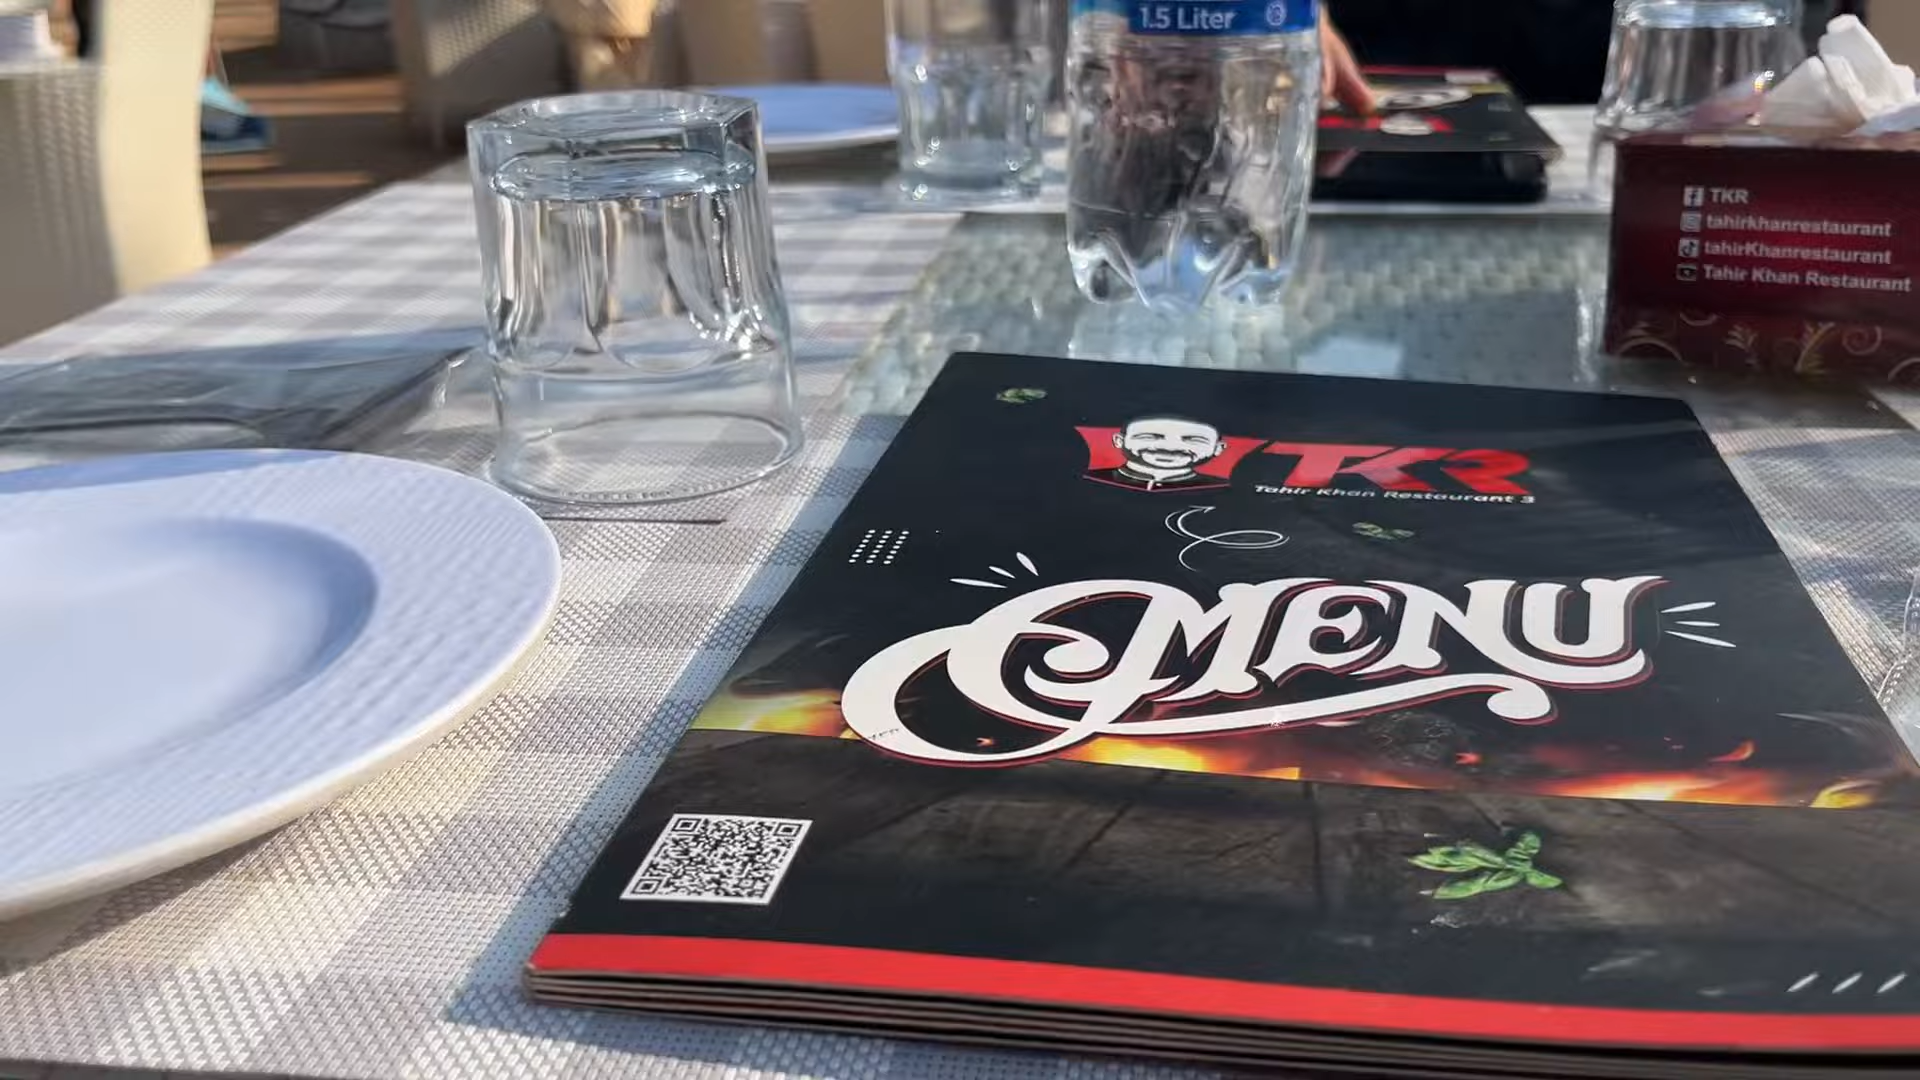 1.5 Liter
TKR
tahirkhanrestaurant
tahirKhanrestaurant
Tahir Khan Restaurant
TKR
Tahir Khan Restaurant 3
MENU